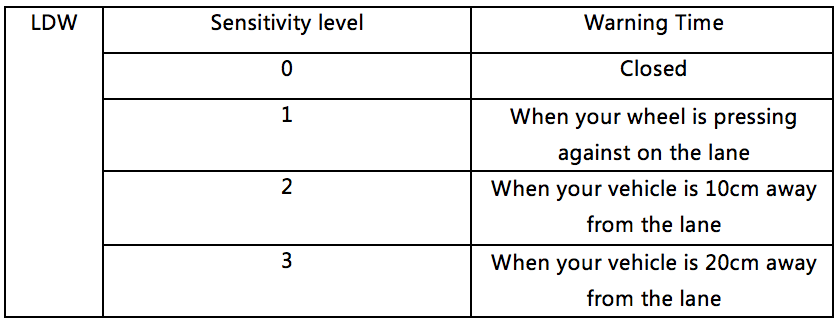 LDW Sensitivity level Warning Time
0 Closed
1 When your wheel is pressing
against on the lane
2 When your vehicle is 10cm away
from the lane
3 When your vehicle is 20cm away
from the lane